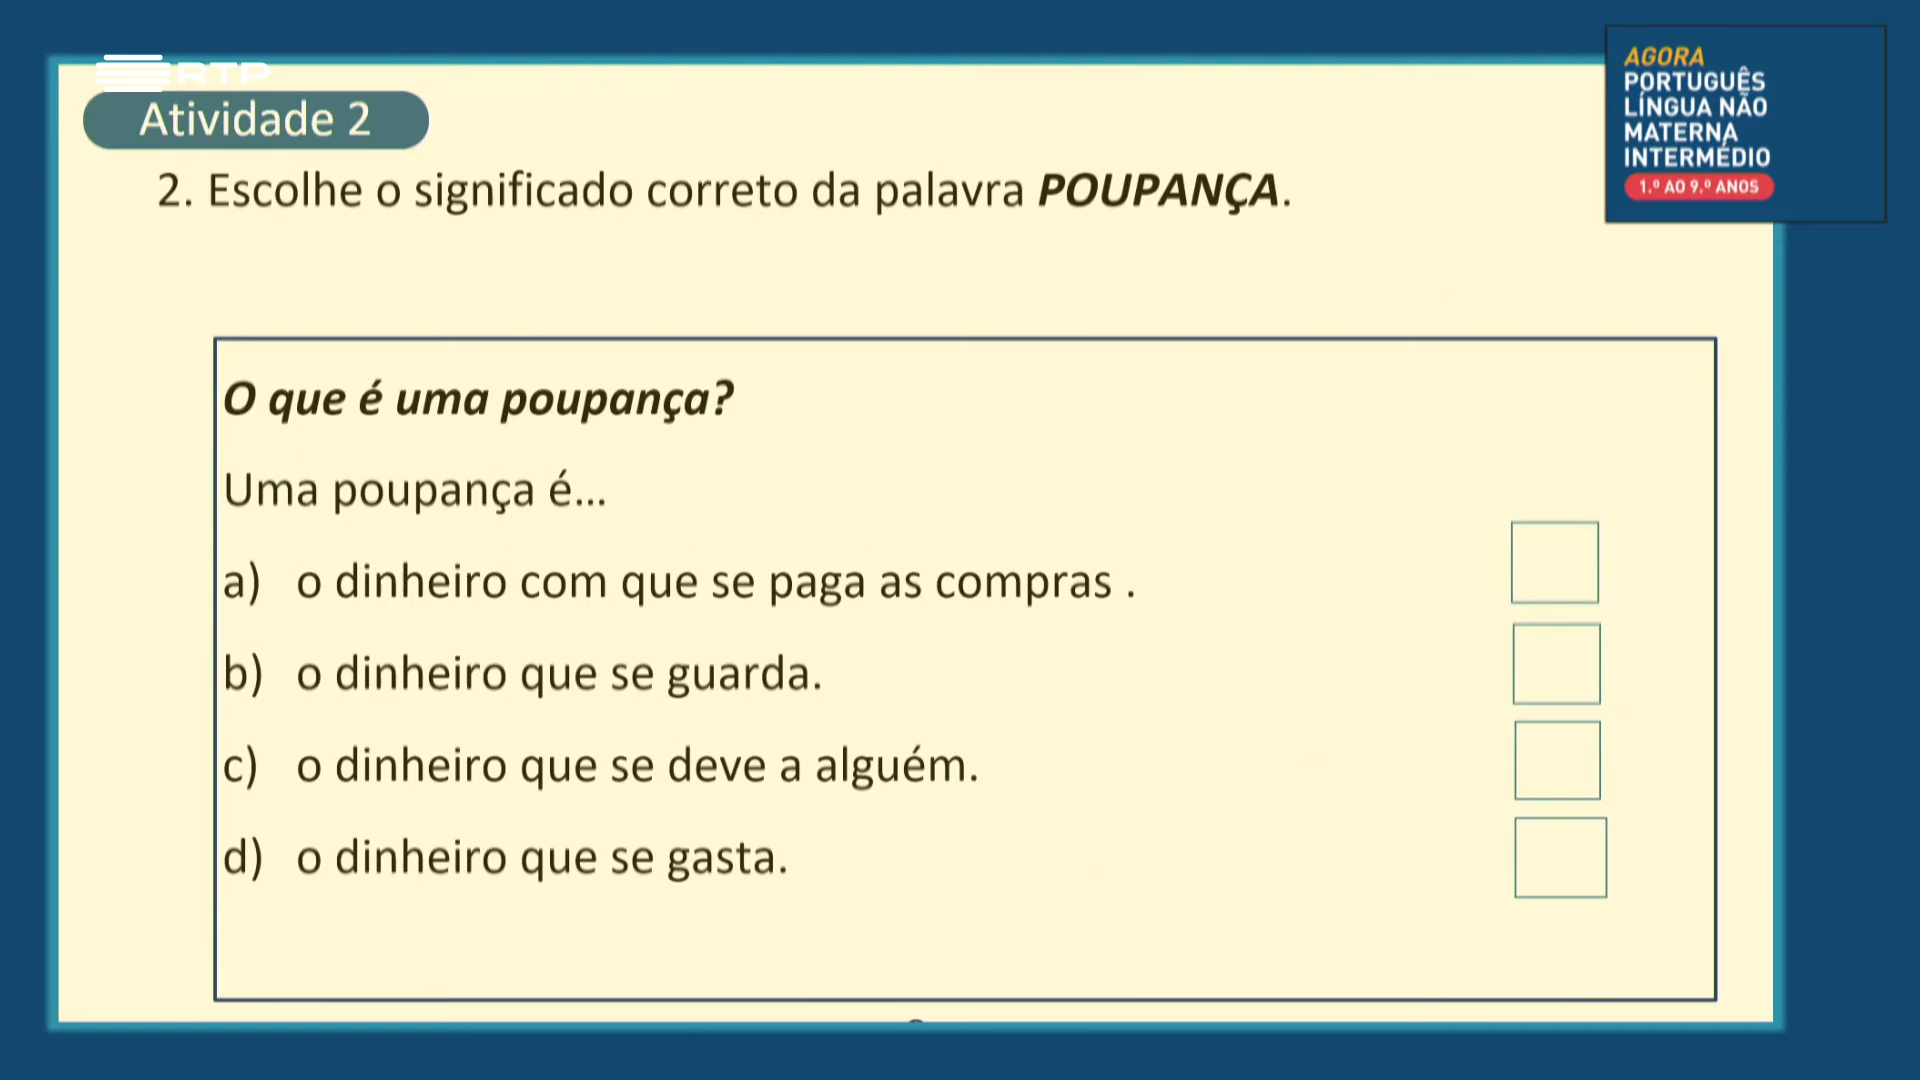 RTP
Atividade 2
2. Escolhe o significado correto da palavra POUPANÇA.
AGORA
PORTUGUÊS
LÍNGUA NÃO
MATERNA
INTERMÉDIO
1.º AO 9.º ANOS
O que é uma poupança?
Uma poupança é...
a) o dinheiro com que se paga as compras .
b) o dinheiro que se guarda.
c) o dinheiro que se deve a alguém.
d) o dinheiro que se gasta.